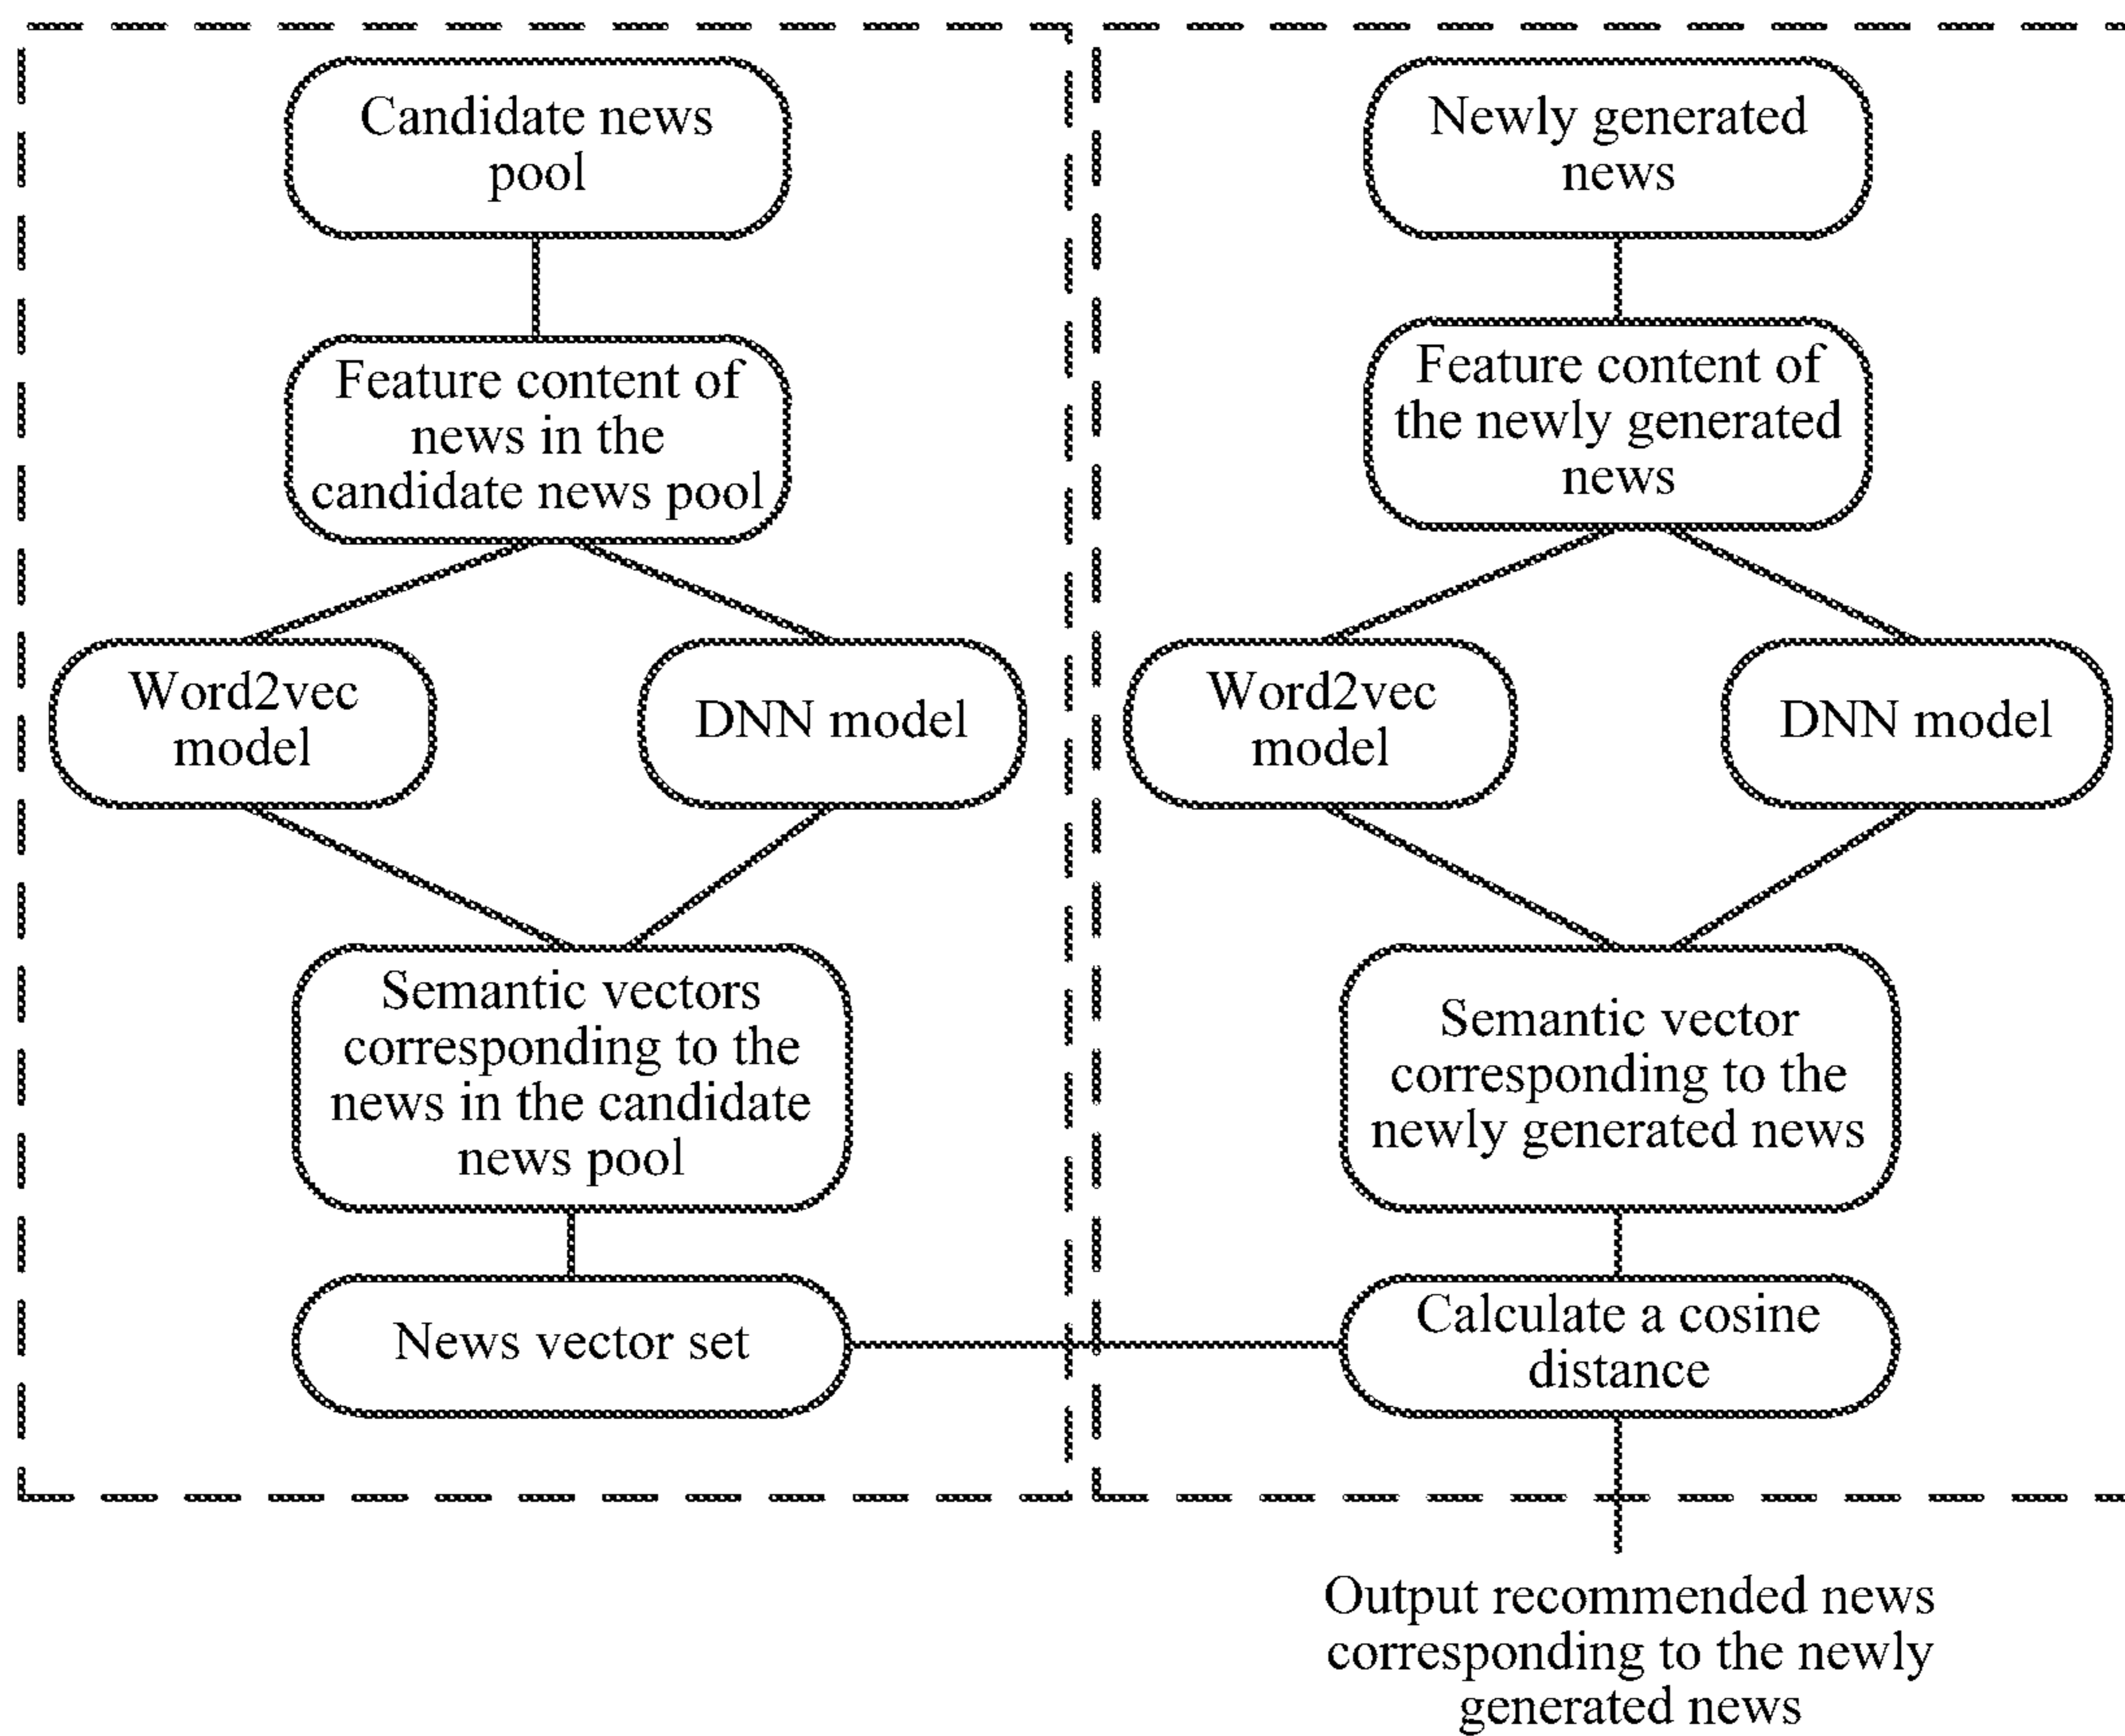 Candidate news
pool
Feature content of
news in the
candidate news pool
Word2vec
model
DNN model
Semantic vectors
corresponding to the
news in the candidate
news pool
News vector set
Newly generated
news
Feature content of
the newly generated
news
Word2vec
model
DNN model
Semantic vector
corresponding to the
newly generated news
Calculate a cosine
distance
Output recommended news
corresponding to the newly
generated news